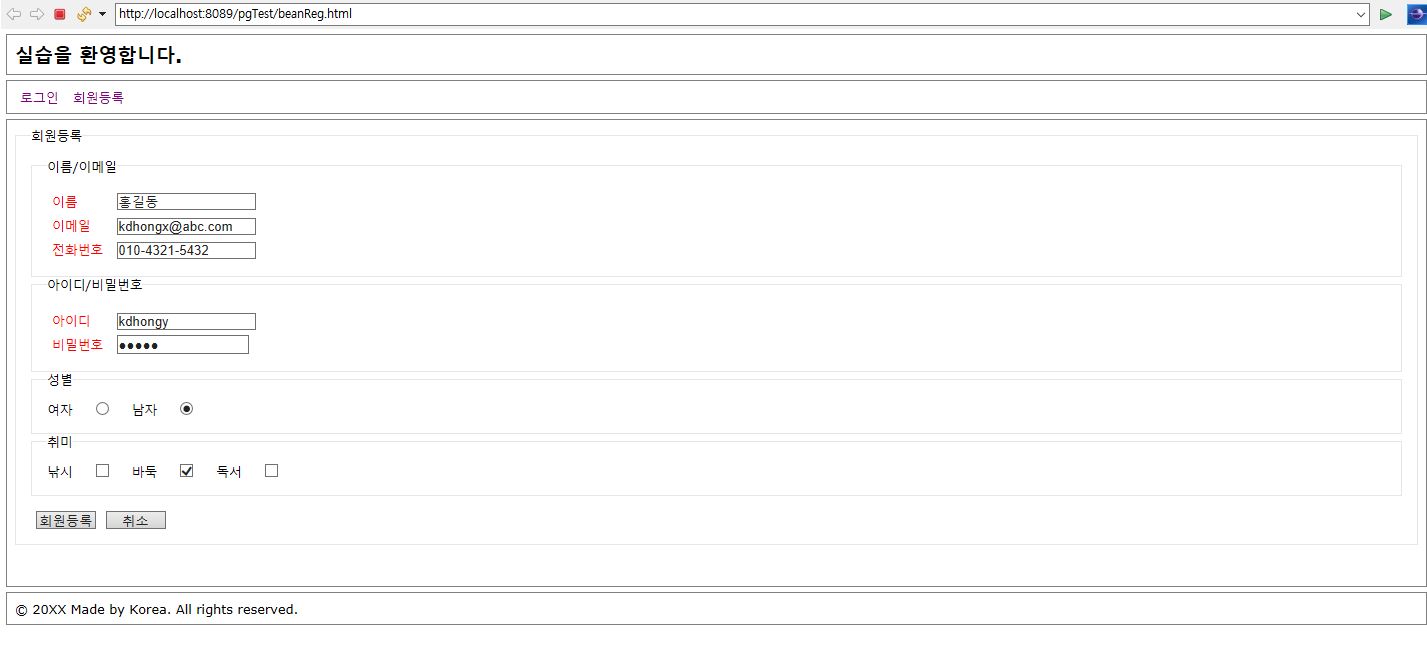 http://localhost:8089/pgTest/beanReg.html
실습을 환영합니다.
로그인 회원등록
회원등록
이름/이메일
이름 홍길동
이메일 kdhongx@abc.com
전화번호 010-4321-5432
아이디/비밀번호
아이디 kdhongy
비밀번호 ●●●●●
성별
여자 남자
취미
낚시 바둑 독서
회원등록 취소
© 20XX Made by Korea. All rights reserved.